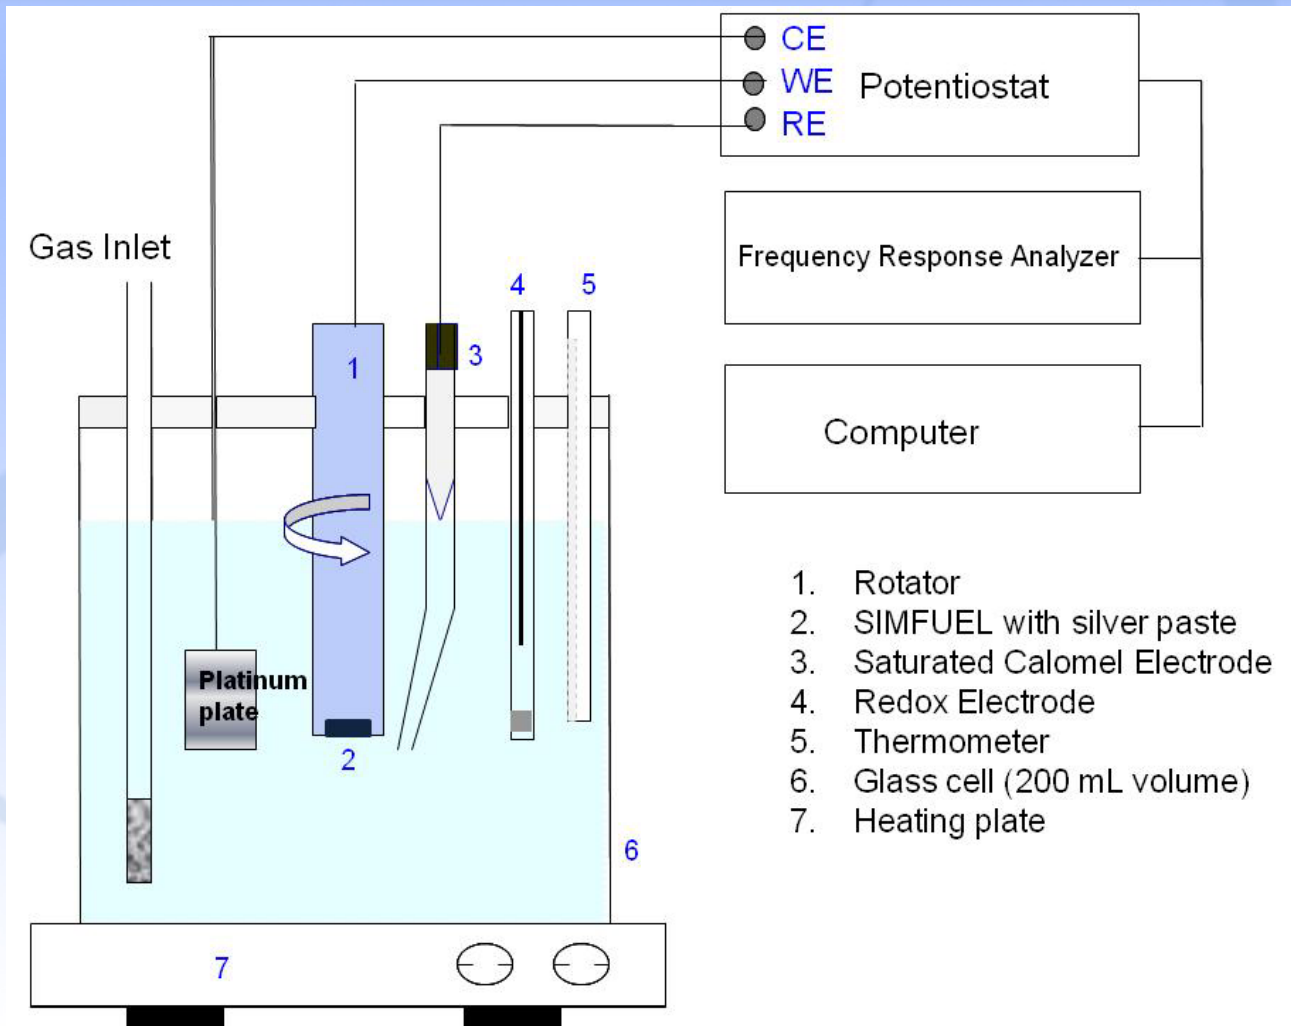 CE
WE
RE
Potentiostat
Gas Inlet
Frequency Response Analyzer
4
5
1
3
Computer
Platinum
plate
2
6
7
1. Rotator
2. SIMFUEL with silver paste
3. Saturated Calomel Electrode
4. Redox Electrode
5. Thermometer
6. Glass cell (200 mL volume)
7. Heating plate